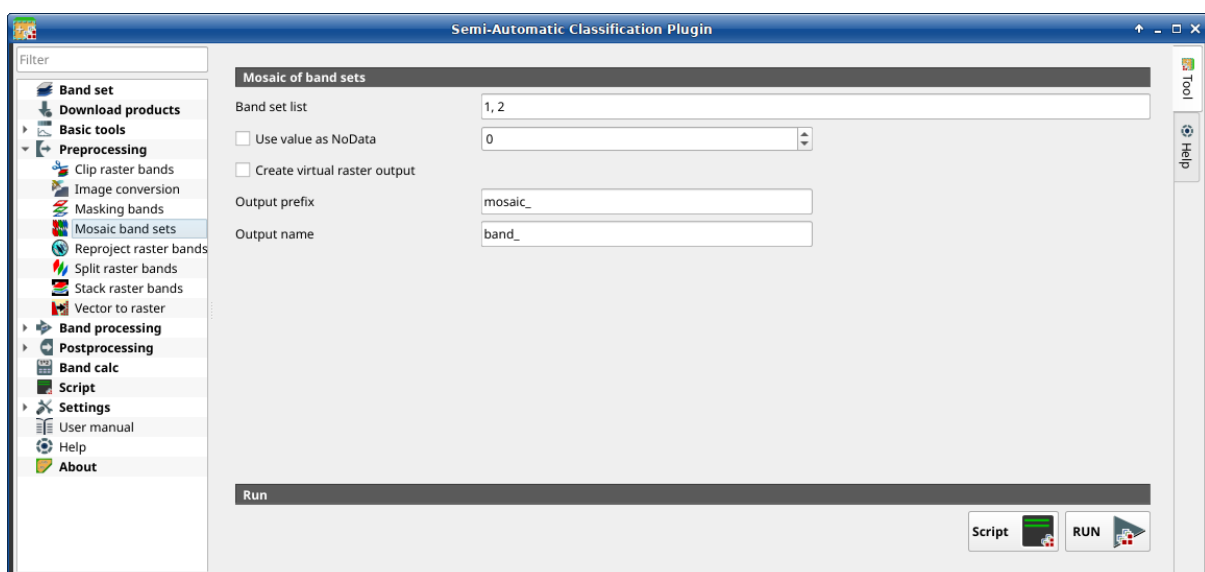 Semi-Automatic Classification Plugin
Filter
Band set
Download products
Basic tools
Preprocessing
Clip raster bands
Image conversion
Masking bands
Mosaic band sets
Reproject raster bands
Split raster bands
Stack raster bands
Vector to raster
Band processing
Postprocessing
Band calc
Script
Settings
User manual
Help
About
Mosaic of band sets
Band set list
1, 2
Use value as NoData
0
Create virtual raster output
Output prefix
mosaic_
Output name
band_
Run
Script
RUN
Tool
Help